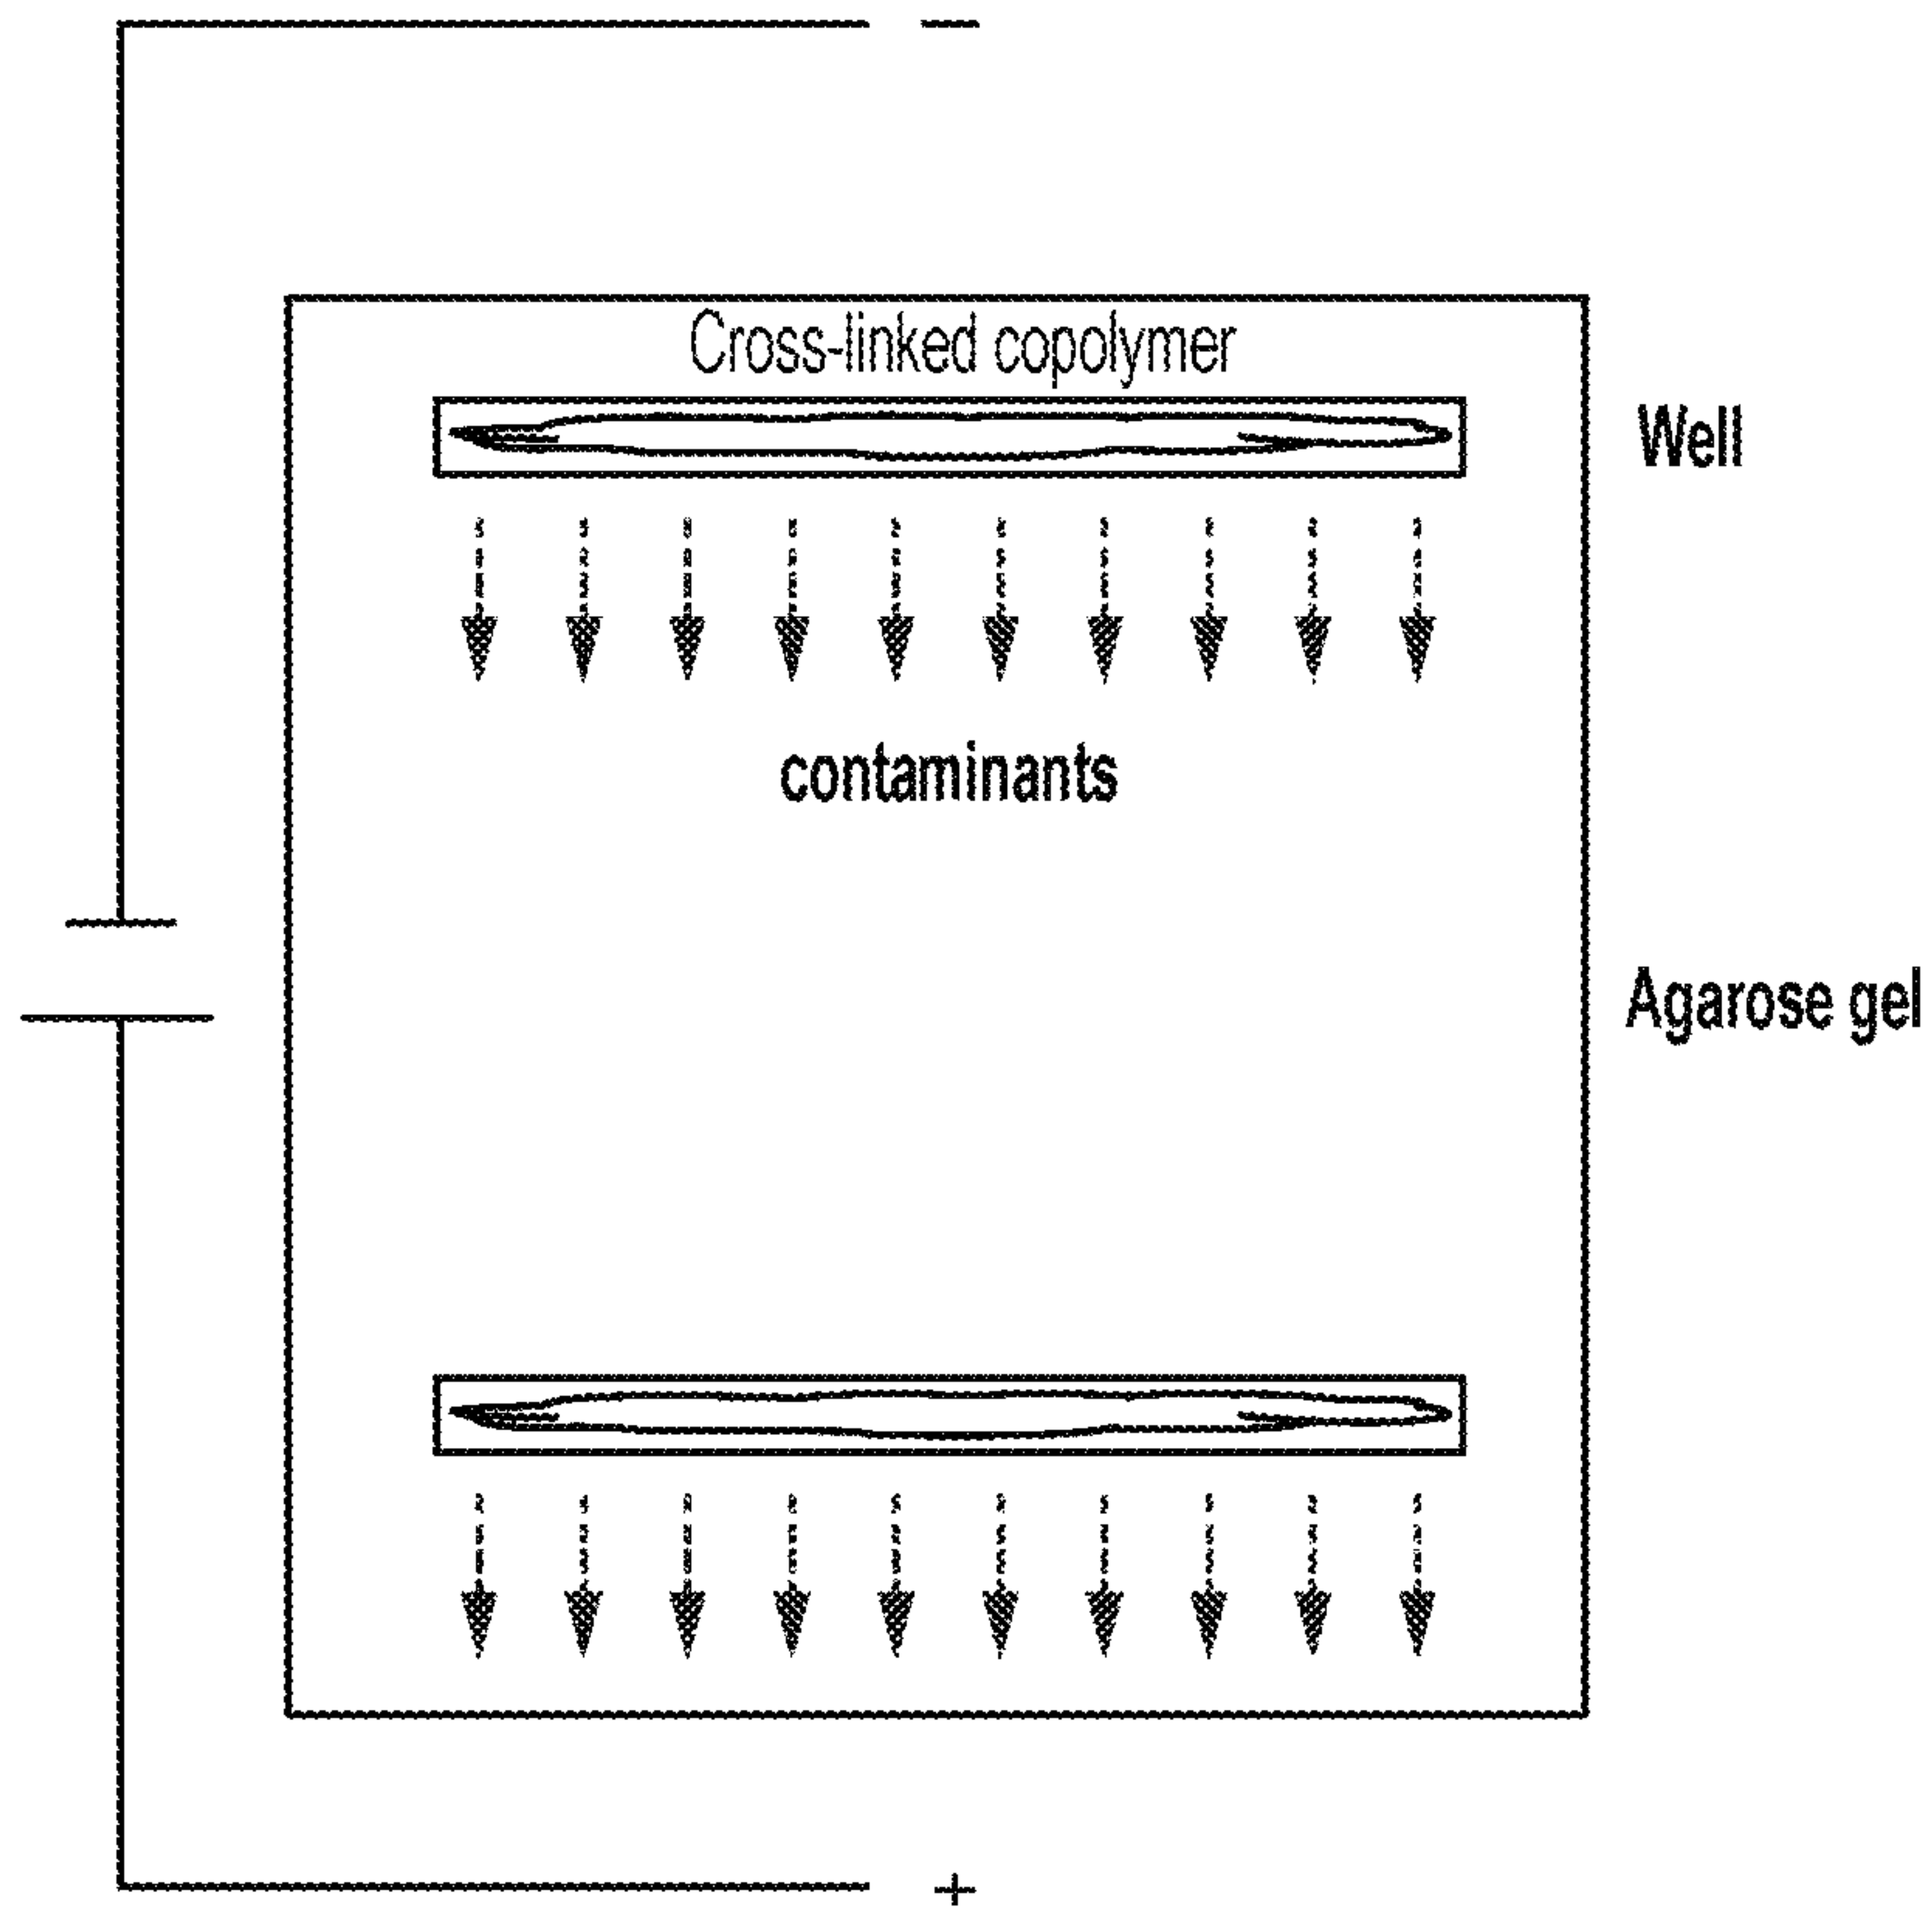 −
Cross-linked copolymer
Well
contaminants
Agarose gel
+